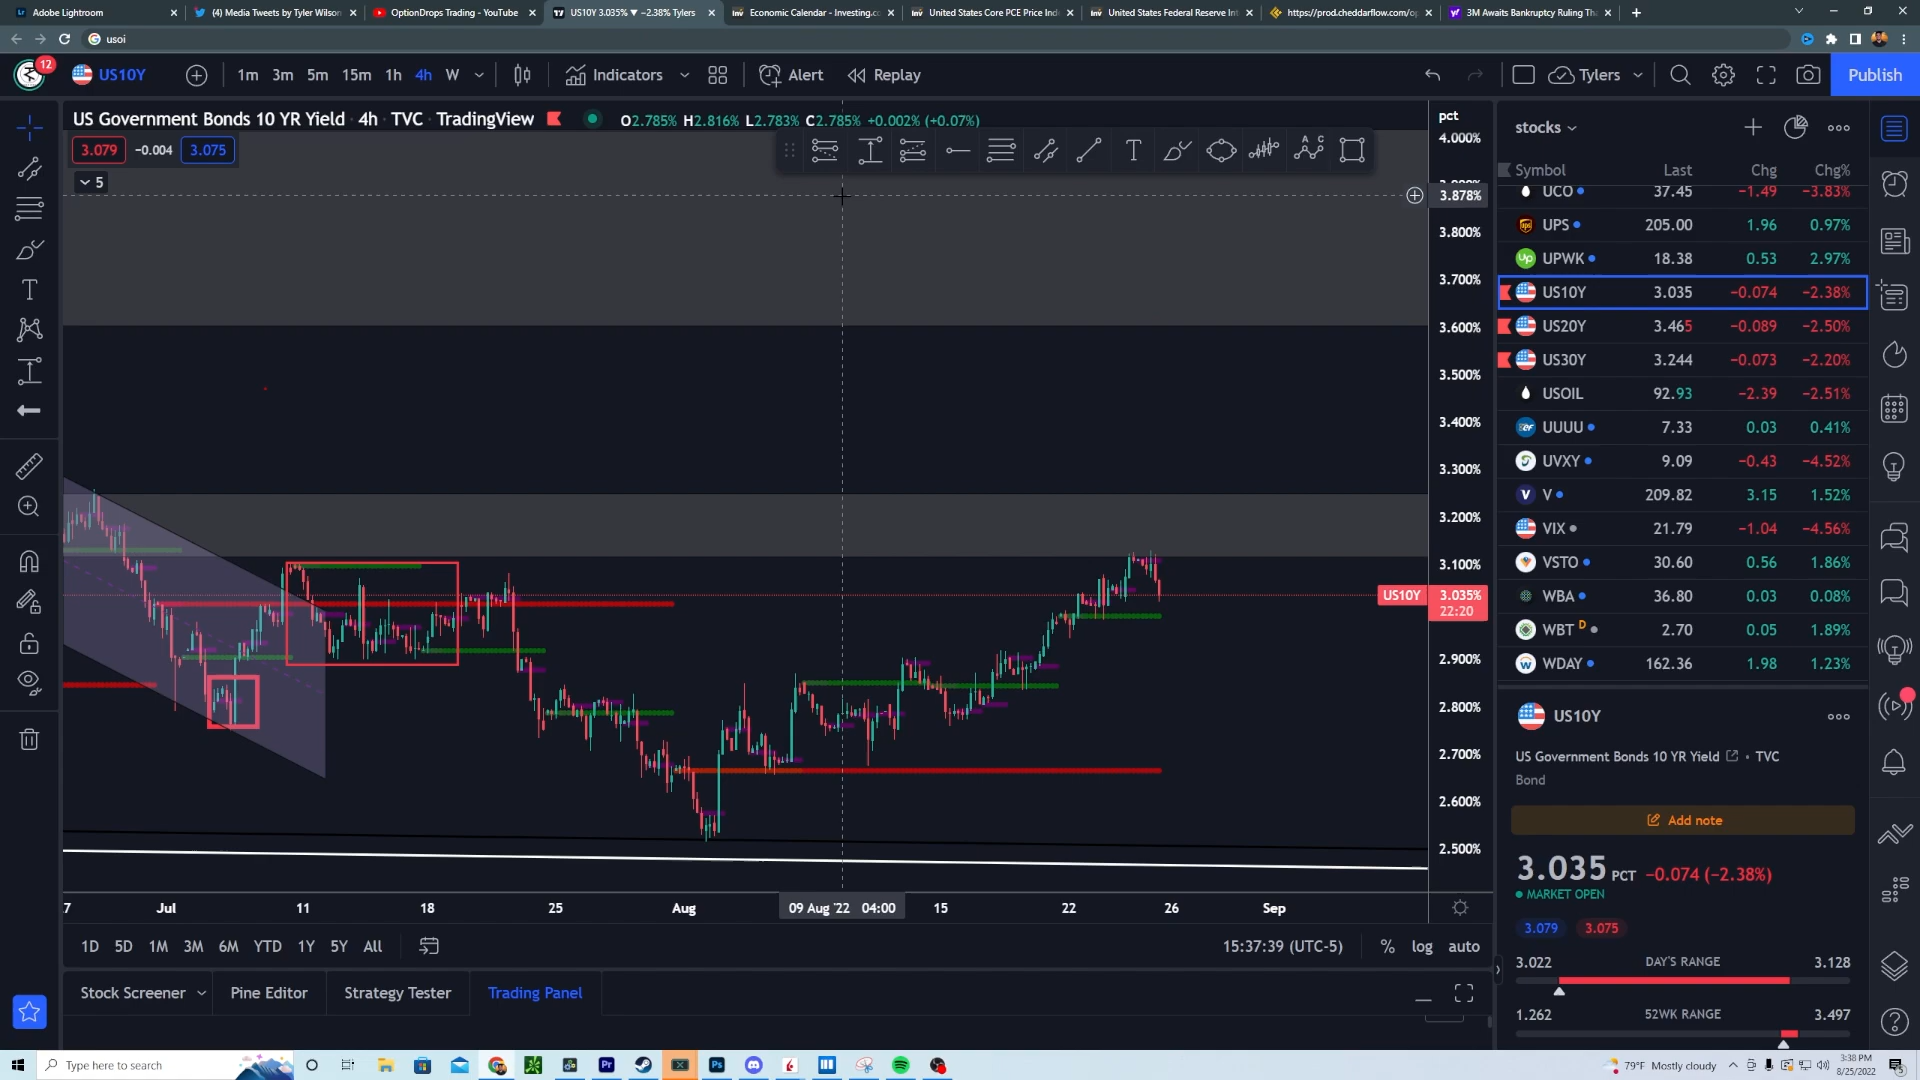 Adobe Lightroom
(4) Media Tweets by Tyler Wilson
OptionDrops Trading - YouTube
US10Y 3.035% ▼ −2.38% Tylers
Economic Calendar - Investing.c
United States Core PCE Price Ind
United States Federal Reserve Int
https://prod.cheddarflow.com/op
3M Awaits Bankruptcy Ruling Tha
usoi
12
US10Y
1m 3m 5m 15m 1h 4h W
Indicators
Alert
Replay
Tylers
Publish
US Government Bonds 10 YR Yield · 4h · TVC · TradingView
O2.785% H2.816% L2.783% C2.785% +0.002% (+0.07%)
3.079 −0.004 3.075
5
pct
4.000%
3.878%
3.800%
3.700%
3.600%
3.500%
3.400%
3.300%
3.200%
3.100%
US10Y 3.035%
22:20
2.900%
2.800%
2.700%
2.600%
2.500%
7 Jul 11 18 25 Aug 09 Aug '22 04:00 15 22 26 Sep
1D 5D 1M 3M 6M YTD 1Y 5Y All
15:37:39 (UTC-5) % log auto
Stock Screener Pine Editor Strategy Tester Trading Panel
stocks
Symbol Last Chg Chg%
UCO 37.45 −1.49 −3.83%
UPS 205.00 1.96 0.97%
UPWK 18.38 0.53 2.97%
US10Y 3.035 −0.074 −2.38%
US20Y 3.465 −0.089 −2.50%
US30Y 3.244 −0.073 −2.20%
USOIL 92.93 −2.39 −2.51%
UUUU 7.33 0.03 0.41%
UVXY 9.09 −0.43 −4.52%
V 209.82 3.15 1.52%
VIX 21.79 −1.04 −4.56%
VSTO 30.60 0.56 1.86%
WBA 36.80 0.03 0.08%
WBT D 2.70 0.05 1.89%
WDAY 162.36 1.98 1.23%
US10Y
US Government Bonds 10 YR Yield · TVC
Bond
Add note
3.035 PCT −0.074 (−2.38%)
MARKET OPEN
3.079 3.075
3.022 DAY'S RANGE 3.128
1.262 52WK RANGE 3.497
Type here to search
79°F Mostly cloudy
3:38 PM
8/25/2022